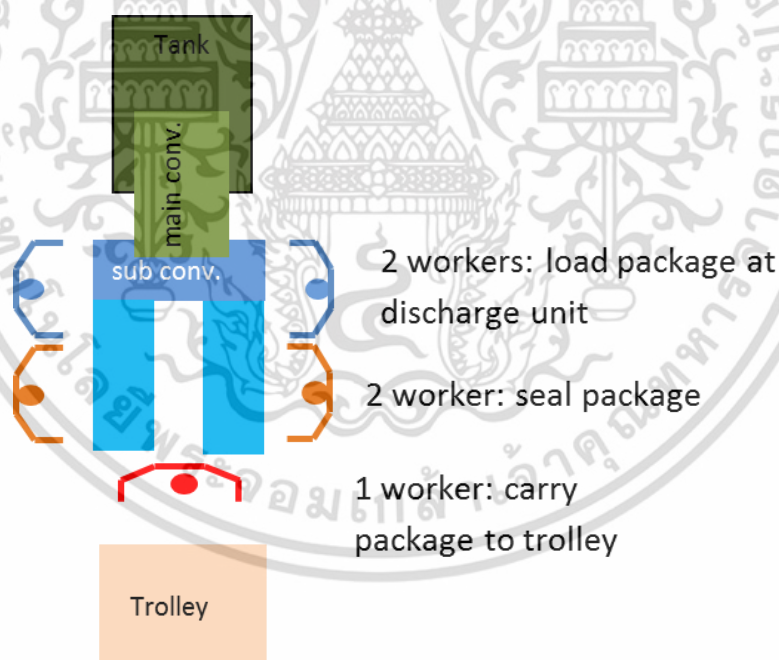 Tank
main conv.
sub conv.
2 workers: load package at
discharge unit
2 worker: seal package
1 worker: carry
package to trolley
Trolley